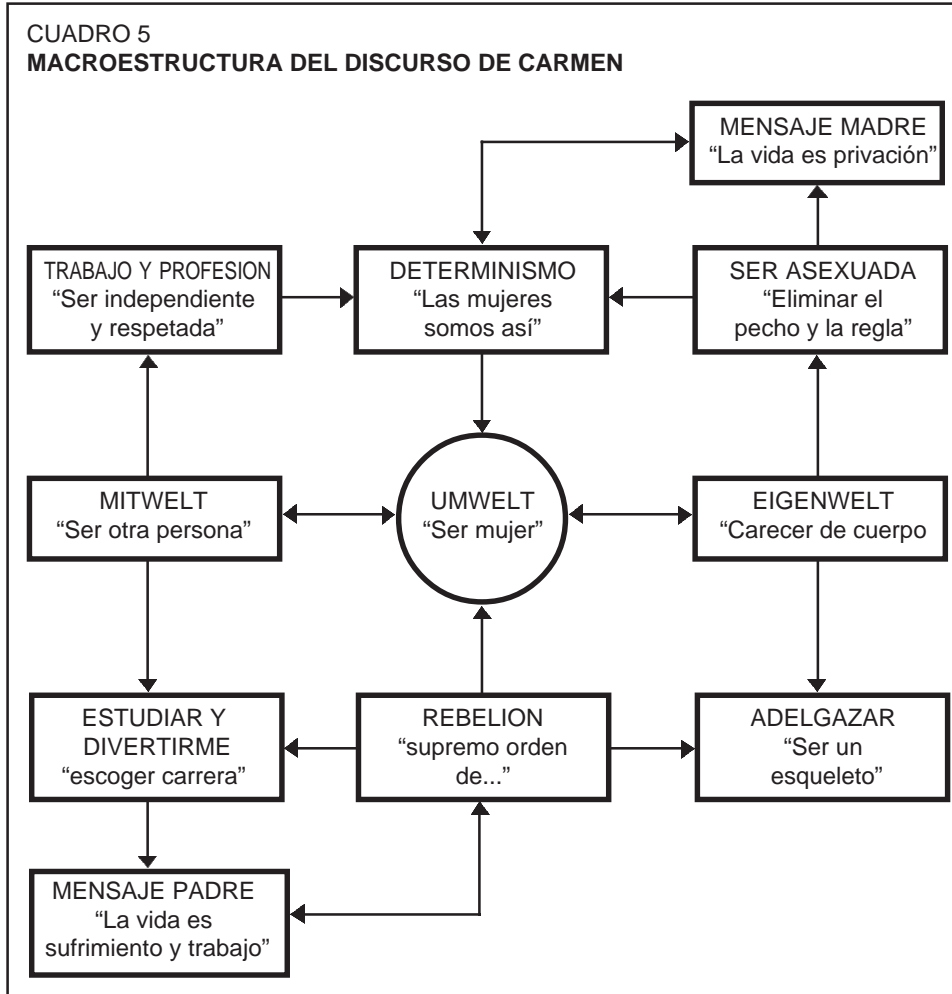 CUADRO 5
MACROESTRUCTURA DEL DISCURSO DE CARMEN
MENSAJE MADRE
“La vida es privación”
TRABAJO Y PROFESION
“Ser independiente
y respetada”
DETERMINISMO
“Las mujeres
somos así”
SER ASEXUADA
“Eliminar el
pecho y la regla”
MITWELT
“Ser otra persona”
UMWELT
“Ser mujer”
EIGENWELT
“Carecer de cuerpo
ESTUDIAR Y
DIVERTIRME
“escoger carrera”
REBELION
“supremo orden
de...”
ADELGAZAR
“Ser un
esqueleto”
MENSAJE PADRE
“La vida es
sufrimiento y trabajo”